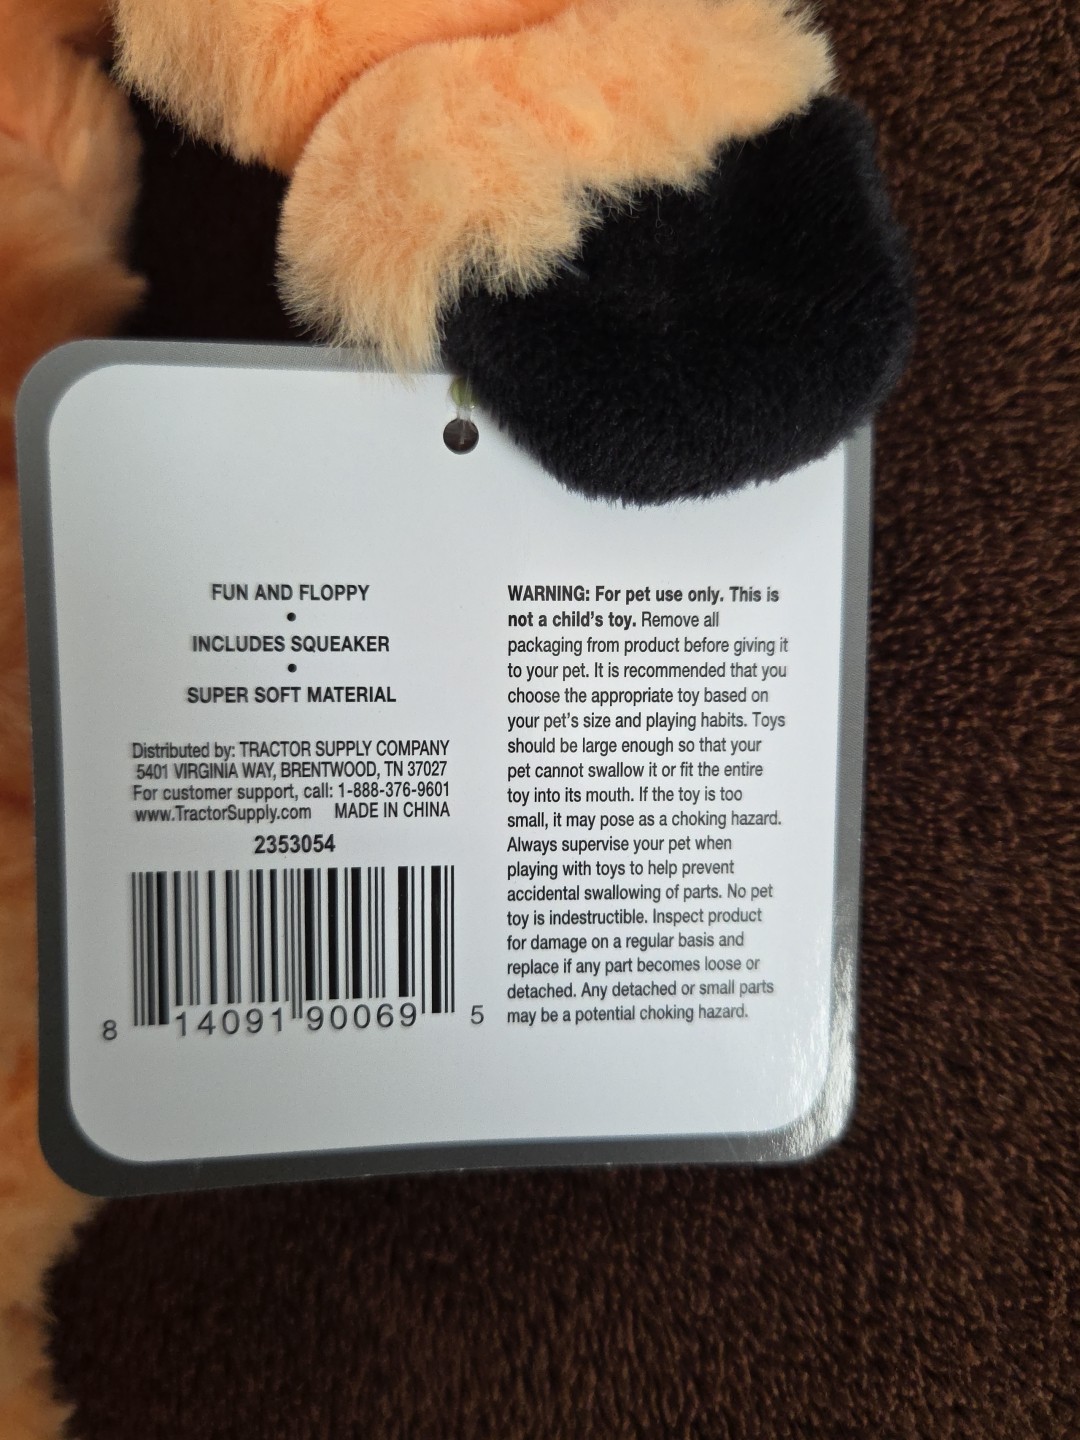 FUN AND FLOPPY
•
INCLUDES SQUEAKER
•
SUPER SOFT MATERIAL
Distributed by: TRACTOR SUPPLY COMPANY
5401 VIRGINIA WAY, BRENTWOOD, TN 37027
For customer support, call: 1-888-376-9601
www.TractorSupply.com MADE IN CHINA
2353054
8 14091 90069 5
WARNING: For pet use only. This is
not a child's toy. Remove all
packaging from product before giving it
to your pet. It is recommended that you
choose the appropriate toy based on
your pet's size and playing habits. Toys
should be large enough so that your
pet cannot swallow it or fit the entire
toy into its mouth. If the toy is too
small, it may pose as a choking hazard.
Always supervise your pet when
playing with toys to help prevent
accidental swallowing of parts. No pet
toy is indestructible. Inspect product
for damage on a regular basis and
replace if any part becomes loose or
detached. Any detached or small parts
may be a potential choking hazard.